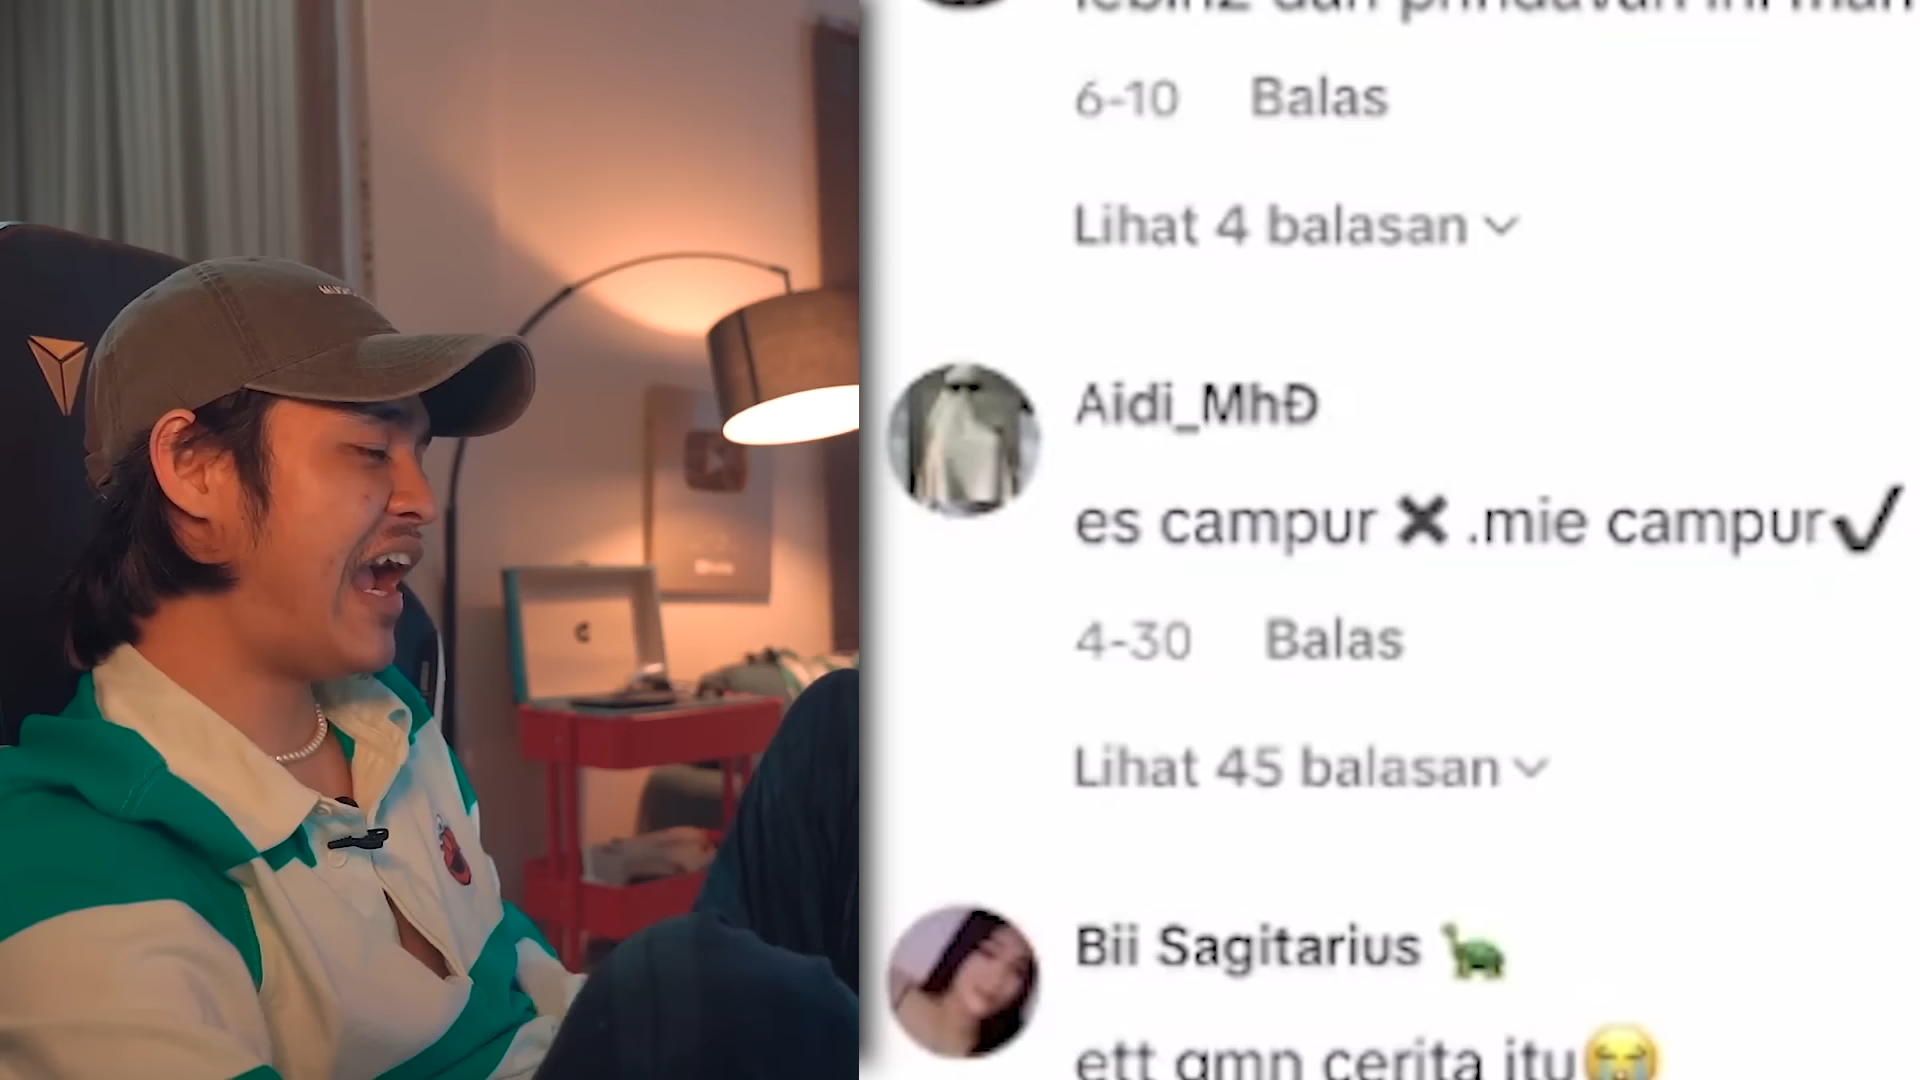 6-10 Balas
Lihat 4 balasan
Aidi_MhĐ
es campur ✖ .mie campur✔
4-30 Balas
Lihat 45 balasan
Bii Sagitarius 🐢
ett gmn cerita itu😭